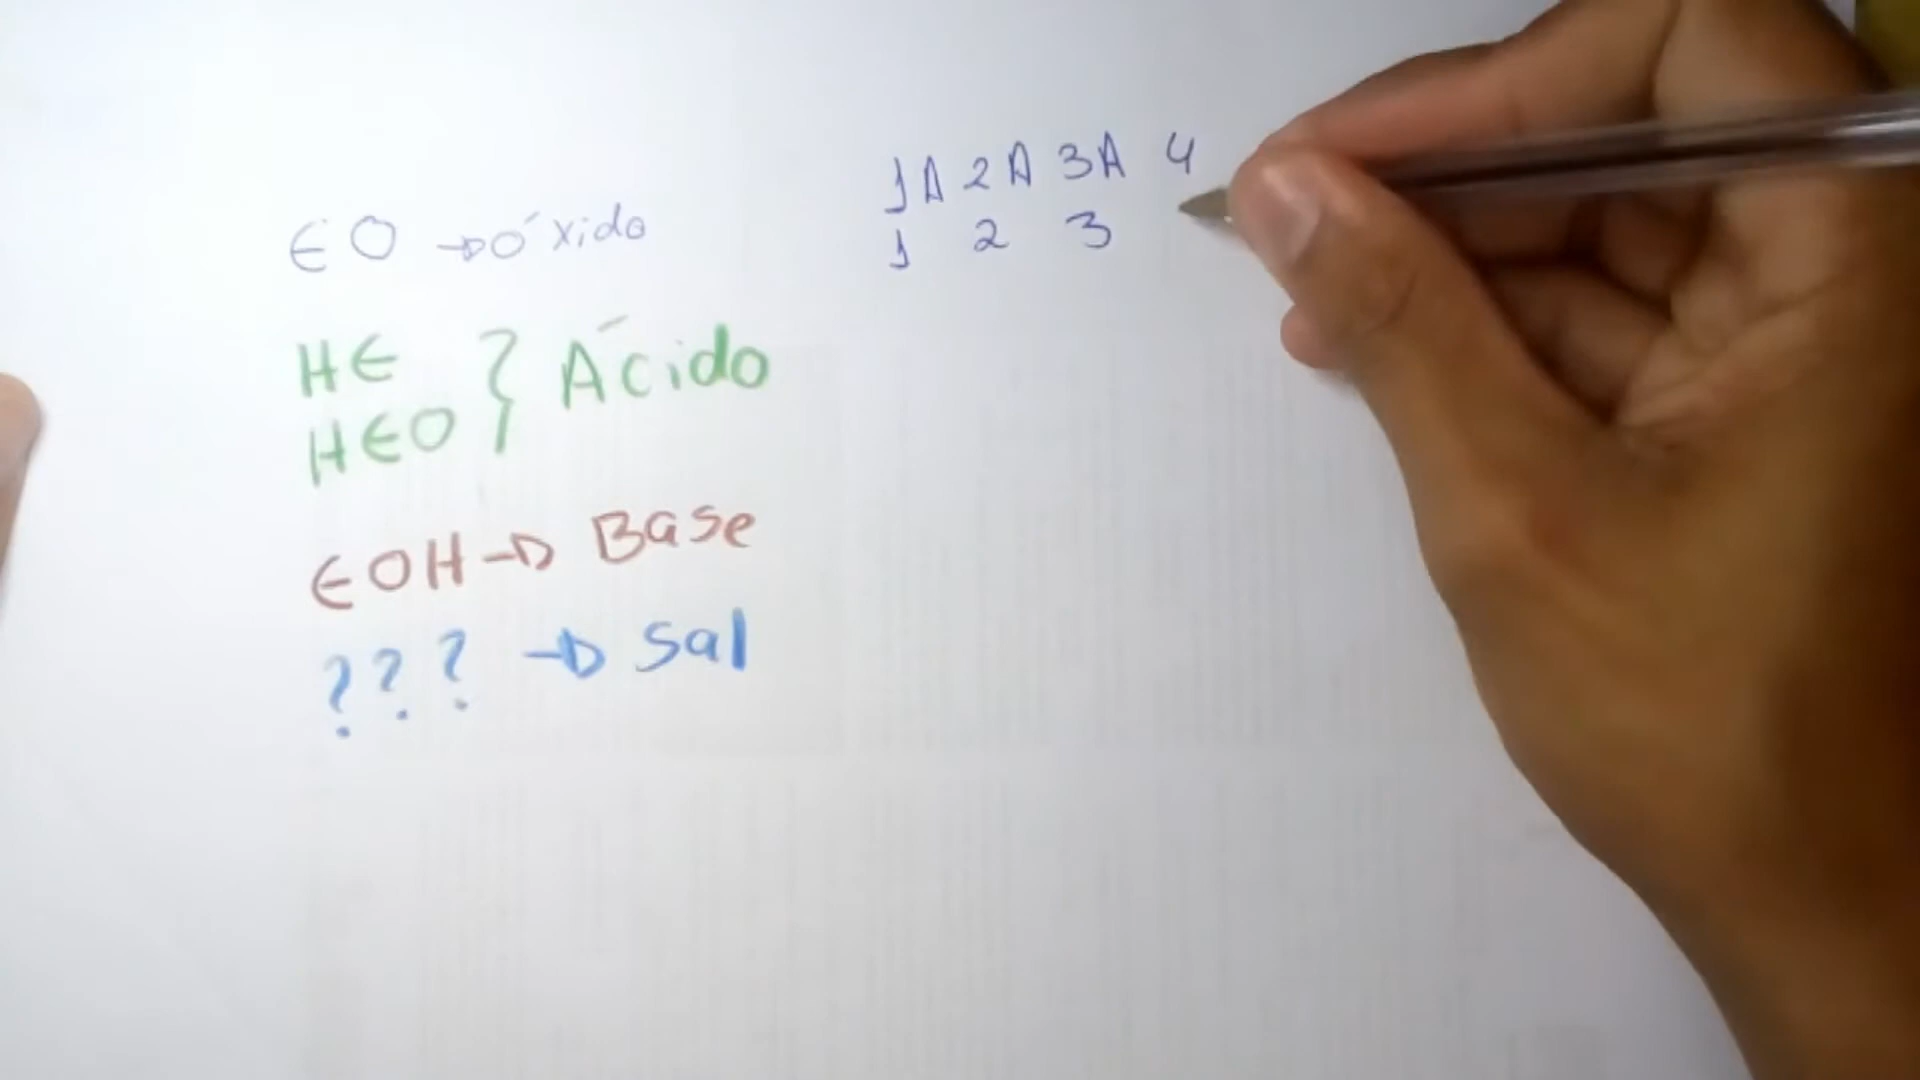 1A 2A 3A 4
1 2 3
EO → óxido
HE
HEO } Ácido
EOH → Base
??? → Sal